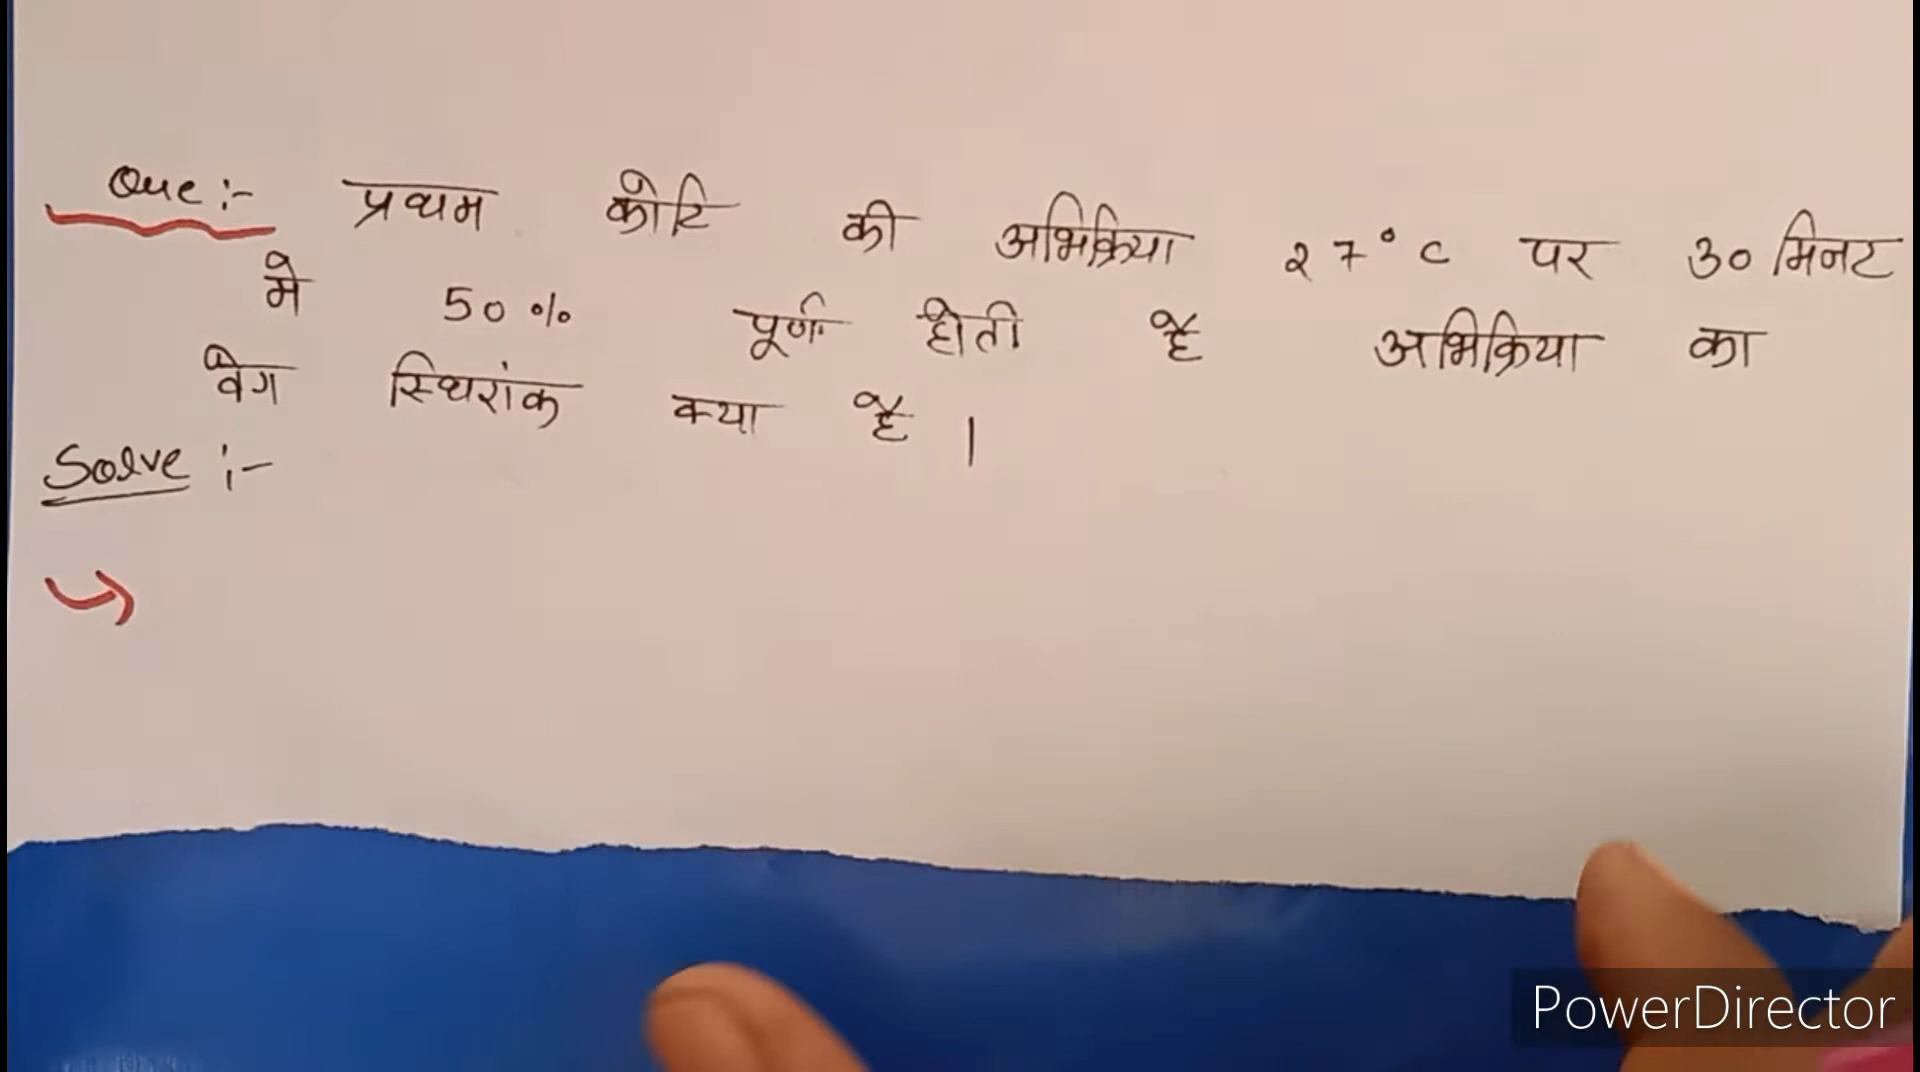 Que :- प्रथम कोटि की अभिक्रिया 27°C पर 30 मिनट
मे 50% पूर्ण होती है अभिक्रिया का
वेग स्थिरांक क्या है ।
Solve :-
PowerDirector